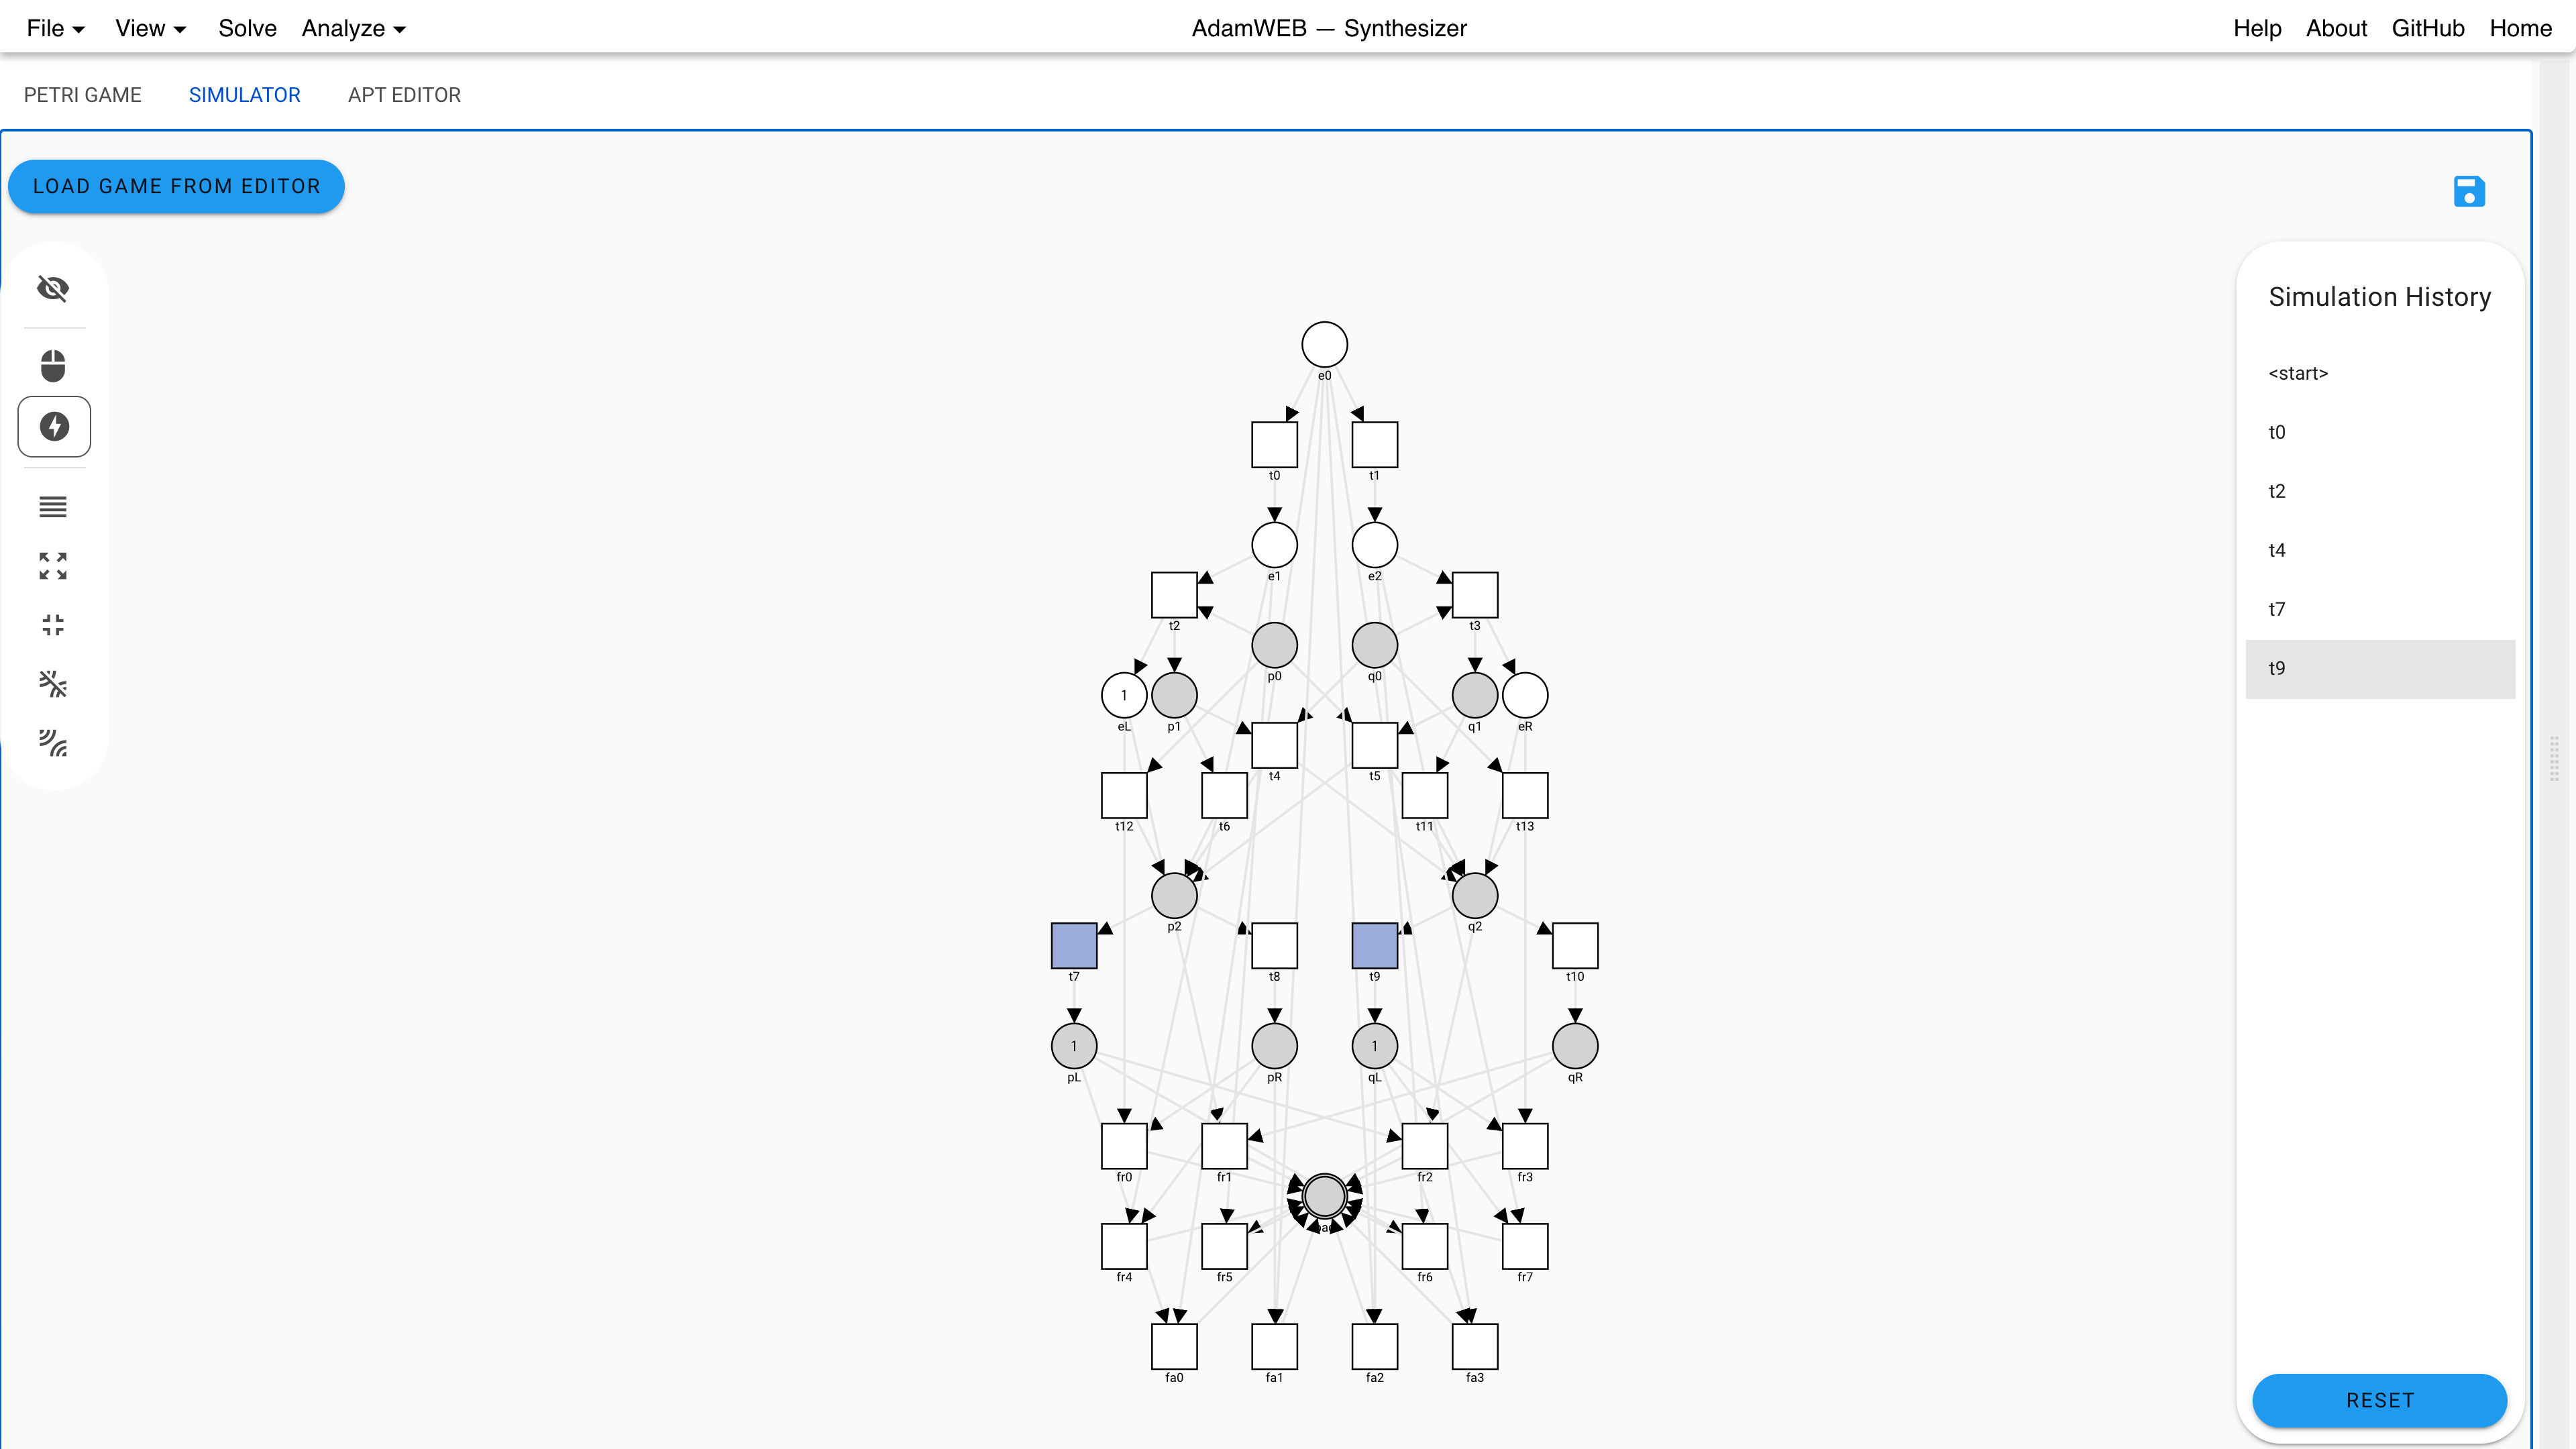 File View Solve Analyze AdamWEB — Synthesizer Help About GitHub Home
PETRI GAME SIMULATOR APT EDITOR
LOAD GAME FROM EDITOR
Simulation History
<start>
t0
t2
t4
t7
t9
RESET
e0
t0 t1
e1 e2
t2 t3
p0 q0
1
eL p1 q1 eR
t4 t5
t12 t6 t11 t13
p2 q2
t7 t8 t9 t10
1 1
pL pR qL qR
fr0 fr1 fr2 fr3
fr4 fr5 fr6 fr7
fa0 fa1 fa2 fa3